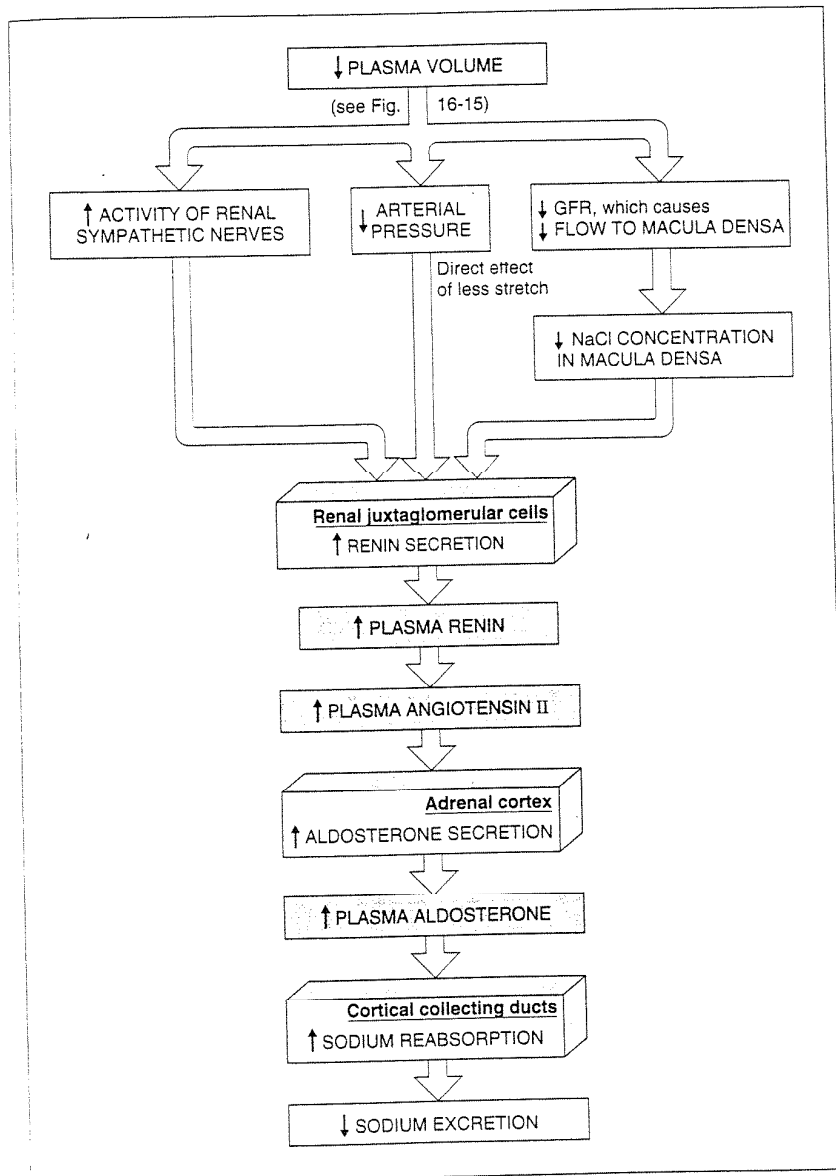 ↓ PLASMA VOLUME
(see Fig. 16-15)
↑ ACTIVITY OF RENAL
SYMPATHETIC NERVES
↓ ARTERIAL
PRESSURE
↓ GFR, which causes
↓ FLOW TO MACULA DENSA
Direct effect
of less stretch
↓ NaCl CONCENTRATION
IN MACULA DENSA
Renal juxtaglomerular cells
↑ RENIN SECRETION
↑ PLASMA RENIN
↑ PLASMA ANGIOTENSIN II
Adrenal cortex
↑ ALDOSTERONE SECRETION
↑ PLASMA ALDOSTERONE
Cortical collecting ducts
↑ SODIUM REABSORPTION
↓ SODIUM EXCRETION